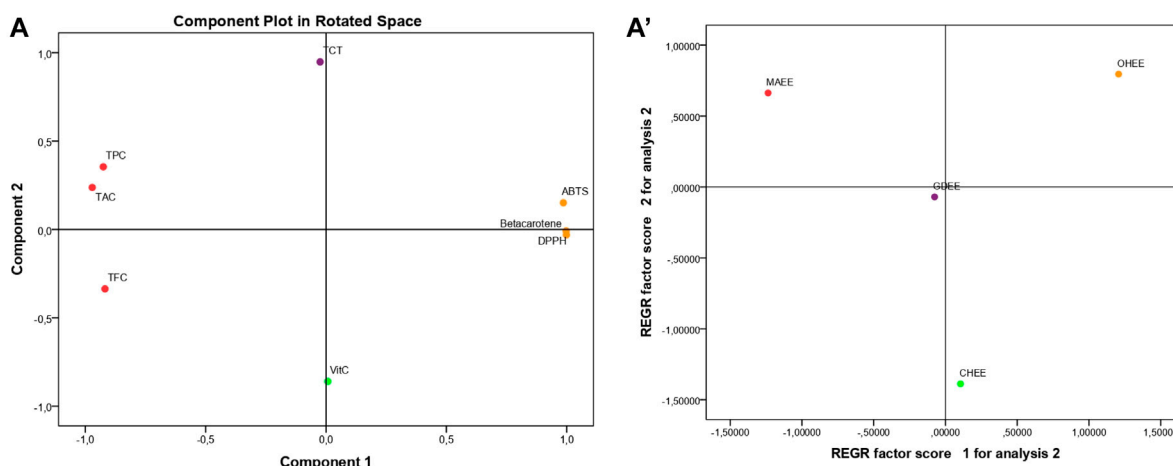 A
Component Plot in Rotated Space
Component 2
1,0
0,5
0,0
-0,5
-1,0
TCT
TPC
TAC
TFC
ABTS
Betacarotene
DPPH
VitC
-1,0 -0,5 0,0 0,5 1,0
Component 1
A'
REGR factor score 2 for analysis 2
1,00000
,50000
,00000
-,50000
-1,00000
-1,50000
MAEE
OHEE
GDEE
CHEE
-1,50000 -1,00000 -,50000 ,00000 ,50000 1,00000 1,50000
REGR factor score 1 for analysis 2